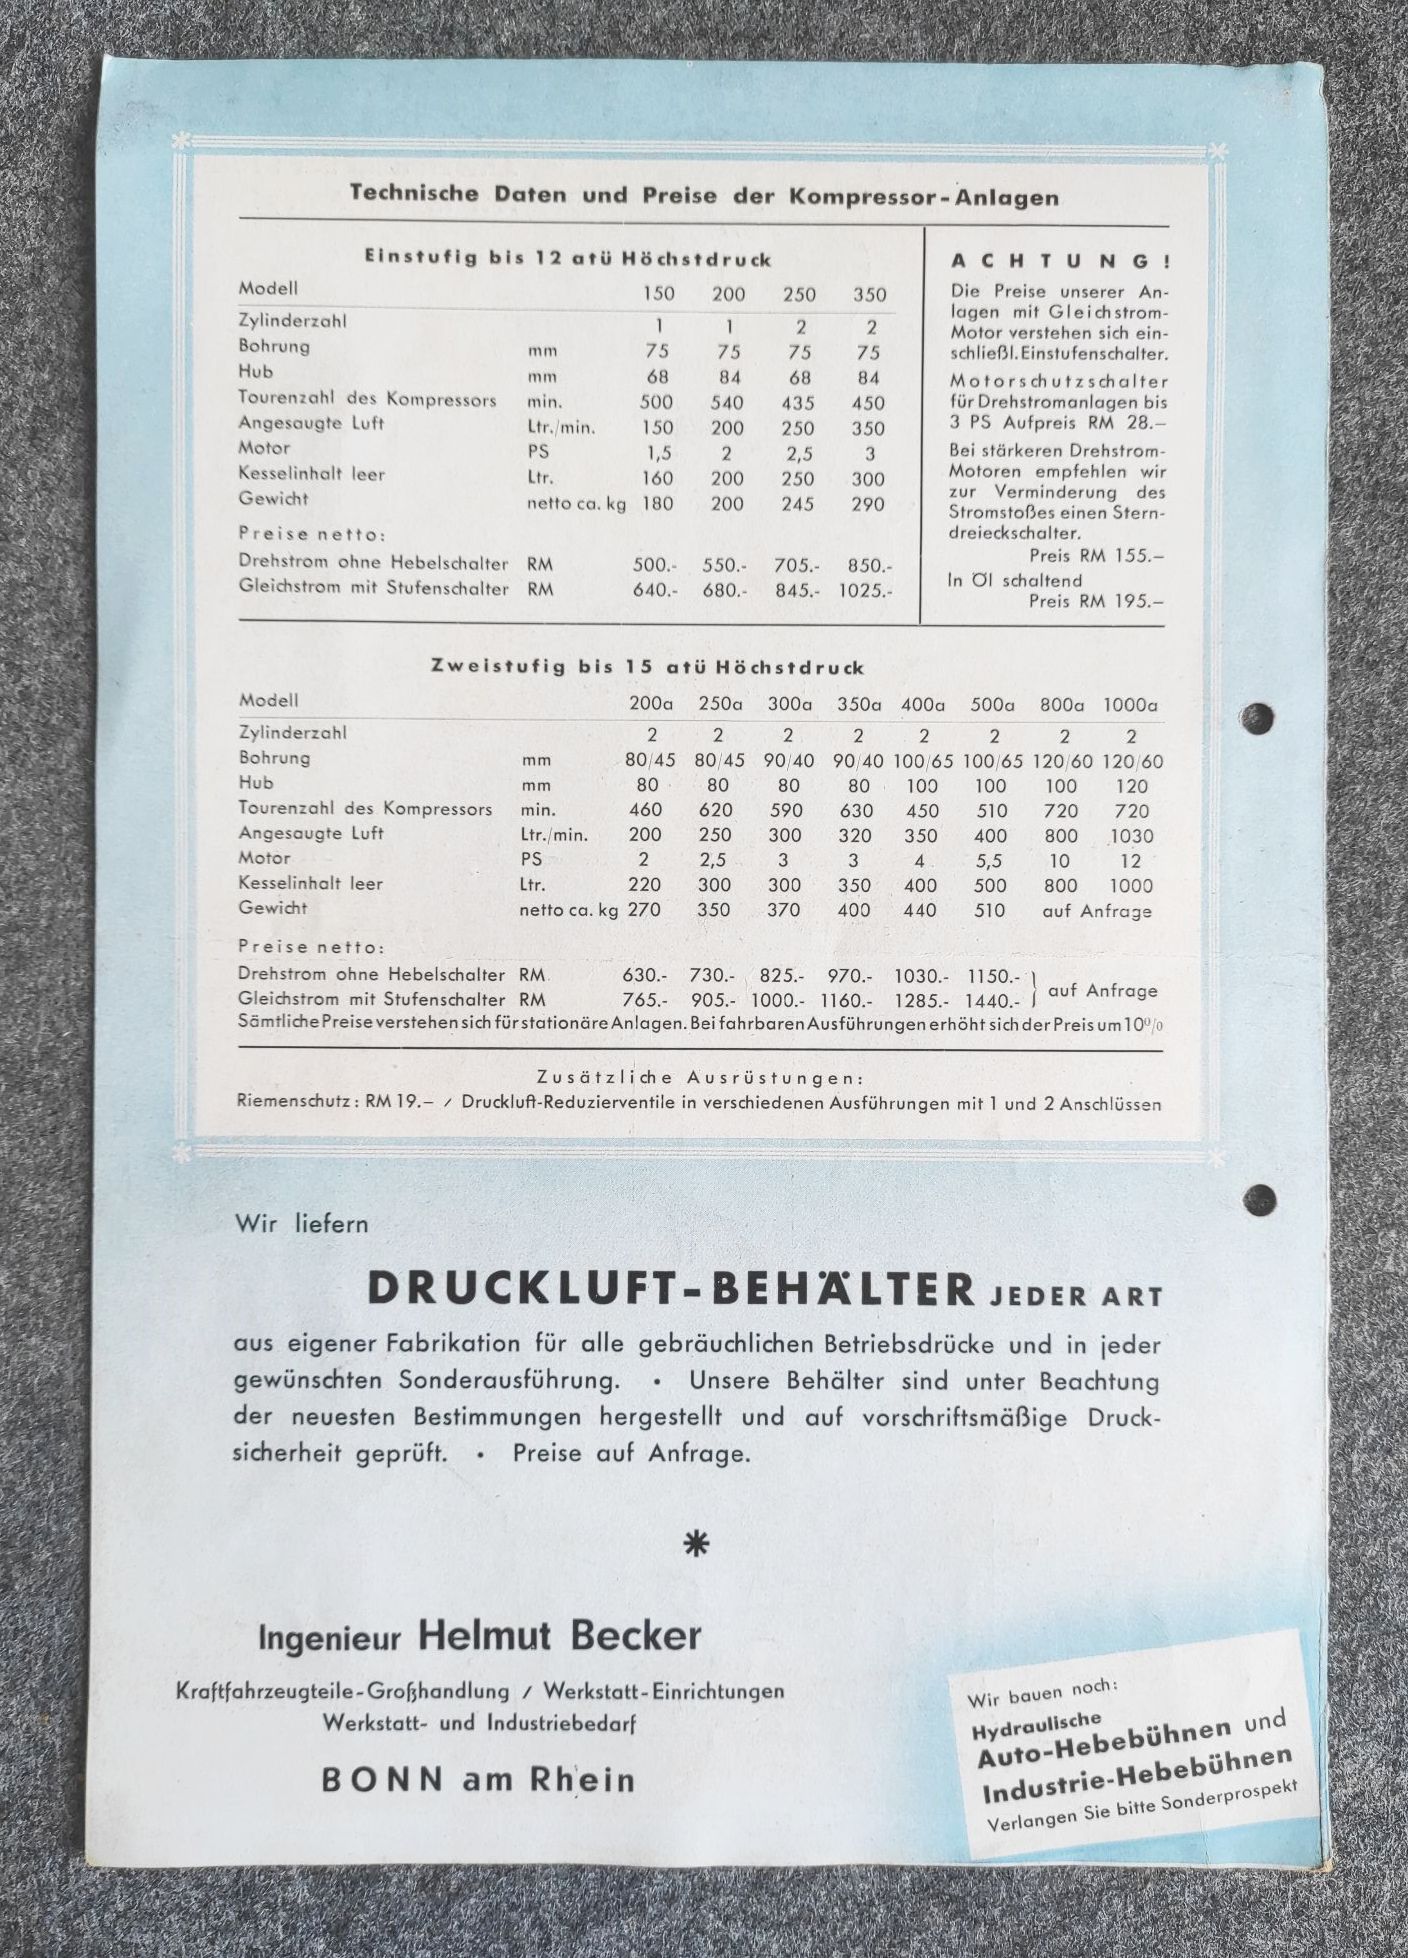 Technische Daten und Preise der Kompressor-Anlagen
Einstufig bis 12 atü Höchstdruck
Modell 150 200 250 350
Zylinderzahl 1 1 2 2
Bohrung mm 75 75 75 75
Hub mm 68 84 68 84
Tourenzahl des Kompressors min. 500 540 435 450
Angesaugte Luft Ltr./min. 150 200 250 350
Motor PS 1,5 2 2,5 3
Kesselinhalt leer Ltr. 160 200 250 300
Gewicht netto ca. kg 180 200 245 290
Preise netto:
Drehstrom ohne Hebelschalter RM 500.- 550.- 705.- 850.-
Gleichstrom mit Stufenschalter RM 640.- 680.- 845.- 1025.-
ACHTUNG!
Die Preise unserer An-
lagen mit Gleichstrom-
Motor verstehen sich ein-
schließl. Einstufenschalter.
Motorschutzschalter
für Drehstromanlagen bis
3 PS Aufpreis RM 28.–
Bei stärkeren Drehstrom-
Motoren empfehlen wir
zur Verminderung des
Stromstoßes einen Stern-
dreieckschalter.
Preis RM 155.–
In Öl schaltend
Preis RM 195.–
Zweistufig bis 15 atü Höchstdruck
Modell 200a 250a 300a 350a 400a 500a 800a 1000a
Zylinderzahl 2 2 2 2 2 2 2 2
Bohrung mm 80/45 80/45 90/40 90/40 100/65 100/65 120/60 120/60
Hub mm 80 80 80 80 100 100 100 120
Tourenzahl des Kompressors min. 460 620 590 630 450 510 720 720
Angesaugte Luft Ltr./min. 200 250 300 320 350 400 800 1030
Motor PS 2 2,5 3 3 4 5,5 10 12
Kesselinhalt leer Ltr. 220 300 300 350 400 500 800 1000
Gewicht netto ca. kg 270 350 370 400 440 510 auf Anfrage
Preise netto:
Drehstrom ohne Hebelschalter RM 630.- 730.- 825.- 970.- 1030.- 1150.-
Gleichstrom mit Stufenschalter RM 765.- 905.- 1000.- 1160.- 1285.- 1440.- } auf Anfrage
Sämtliche Preise verstehen sich für stationäre Anlagen. Bei fahrbaren Ausführungen erhöht sich der Preis um 10%
Zusätzliche Ausrüstungen:
Riemenschutz: RM 19.– / Druckluft-Reduzierventile in verschiedenen Ausführungen mit 1 und 2 Anschlüssen
Wir liefern
DRUCKLUFT-BEHÄLTER JEDER ART
aus eigener Fabrikation für alle gebräuchlichen Betriebsdrücke und in jeder
gewünschten Sonderausführung. • Unsere Behälter sind unter Beachtung
der neuesten Bestimmungen hergestellt und auf vorschriftsmäßige Druck-
sicherheit geprüft. • Preise auf Anfrage.
*
Ingenieur Helmut Becker
Kraftfahrzeugteile-Großhandlung / Werkstatt-Einrichtungen
Werkstatt- und Industriebedarf
BONN am Rhein
Wir bauen noch:
Hydraulische
Auto-Hebebühnen und
Industrie-Hebebühnen
Verlangen Sie bitte Sonderprospekt